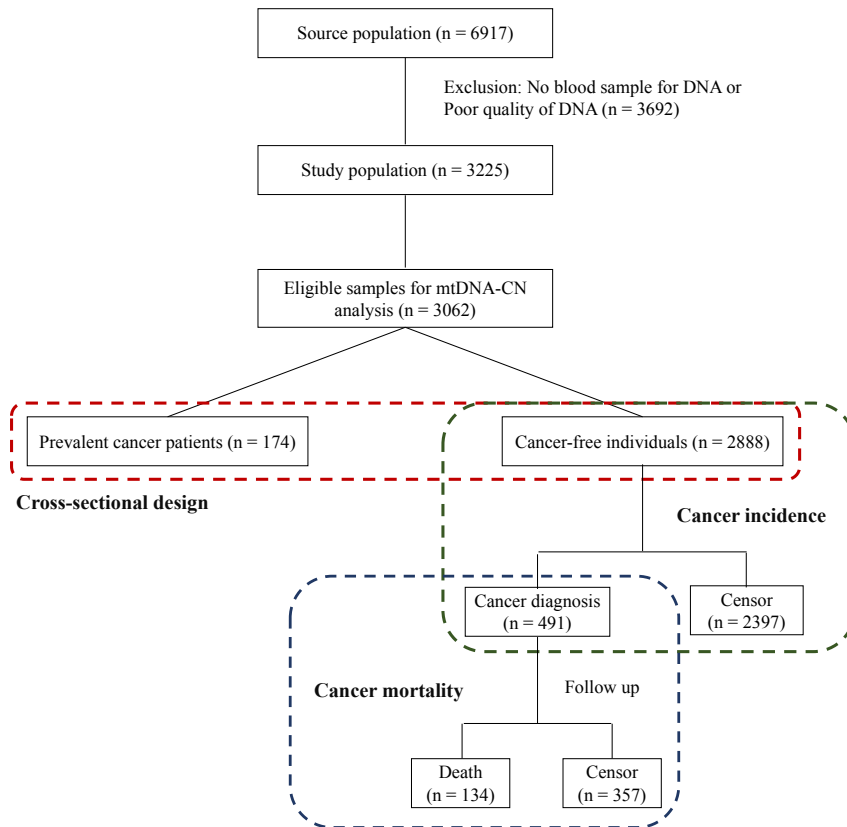 Source population (n = 6917)
Exclusion: No blood sample for DNA or
Poor quality of DNA (n = 3692)
Study population (n = 3225)
Eligible samples for mtDNA-CN
analysis (n = 3062)
Prevalent cancer patients (n = 174)
Cancer-free individuals (n = 2888)
Cross-sectional design
Cancer incidence
Cancer diagnosis
(n = 491)
Censor
(n = 2397)
Cancer mortality
Follow up
Death
(n = 134)
Censor
(n = 357)